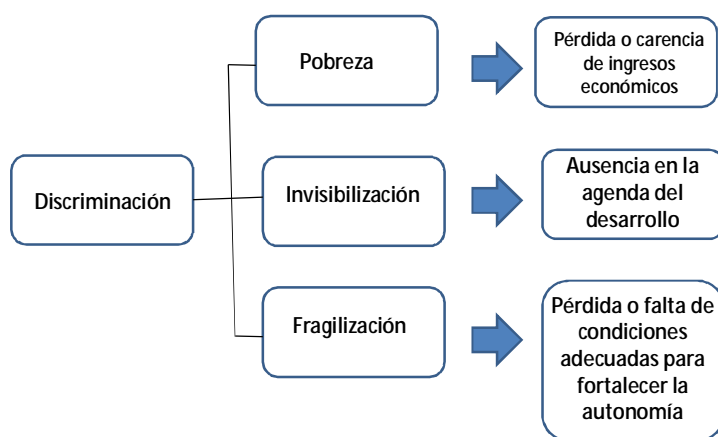 Discriminación
Pobreza
Pérdida o carencia
de ingresos
económicos
Invisibilización
Ausencia en la
agenda del
desarrollo
Fragilización
Pérdida o falta de
condiciones
adecuadas para
fortalecer la
autonomía